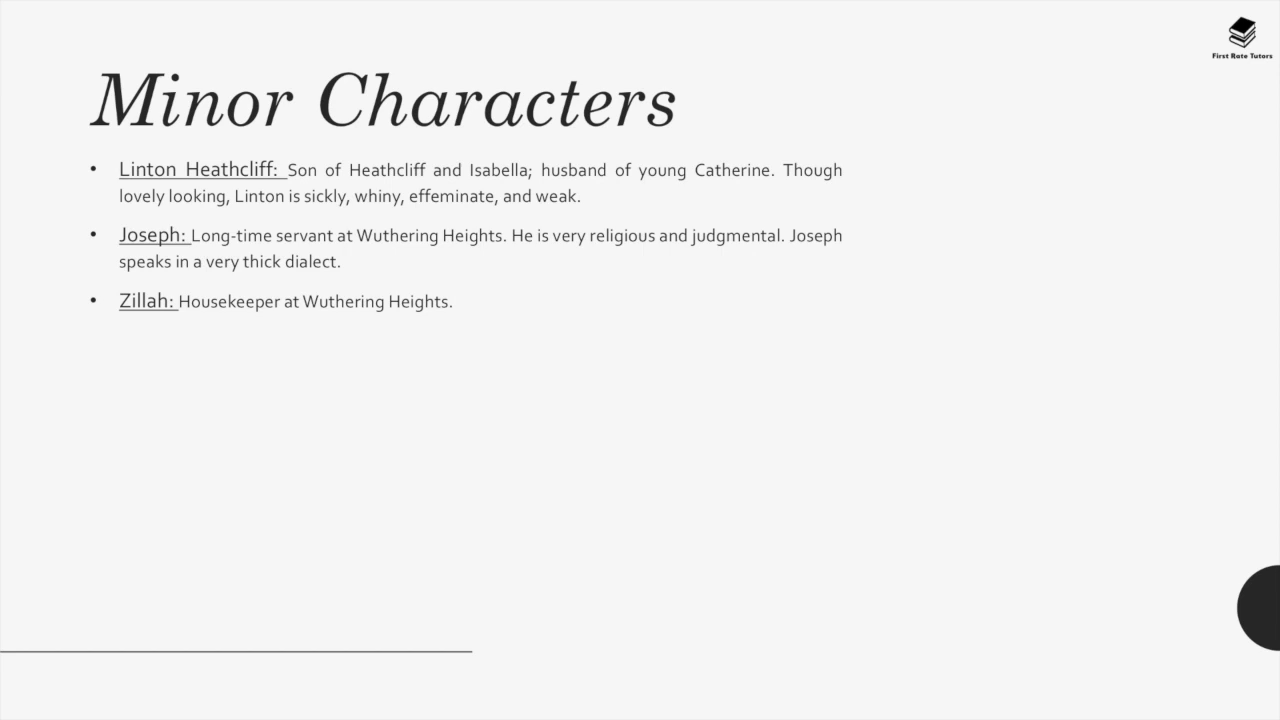 First Rate Tutors
Minor Characters
• Linton Heathcliff: Son of Heathcliff and Isabella; husband of young Catherine. Though
lovely looking, Linton is sickly, whiny, effeminate, and weak.
• Joseph: Long-time servant at Wuthering Heights. He is very religious and judgmental. Joseph
speaks in a very thick dialect.
• Zillah: Housekeeper at Wuthering Heights.